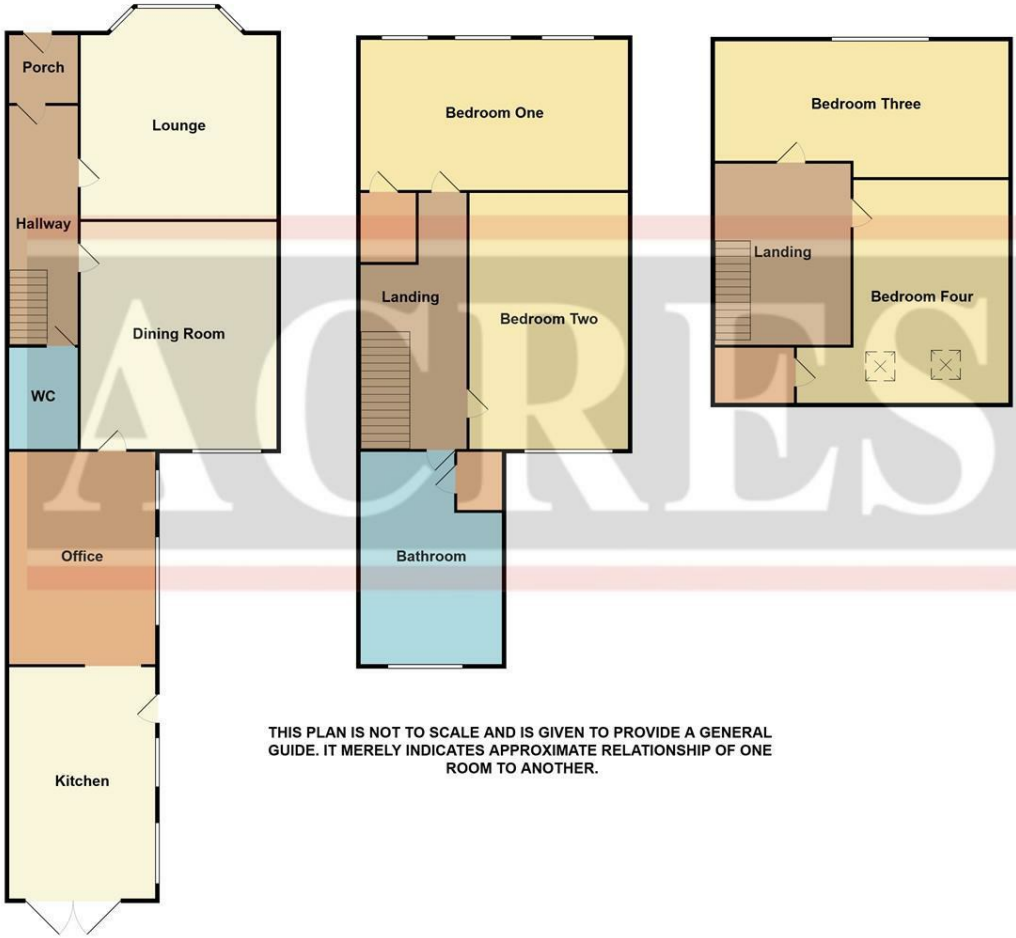 Porch
Lounge
Hallway
Dining Room
WC
Office
Kitchen
Bedroom One
Landing
Bedroom Two
Bathroom
Bedroom Three
Landing
Bedroom Four
ACRES
THIS PLAN IS NOT TO SCALE AND IS GIVEN TO PROVIDE A GENERAL
GUIDE. IT MERELY INDICATES APPROXIMATE RELATIONSHIP OF ONE
ROOM TO ANOTHER.